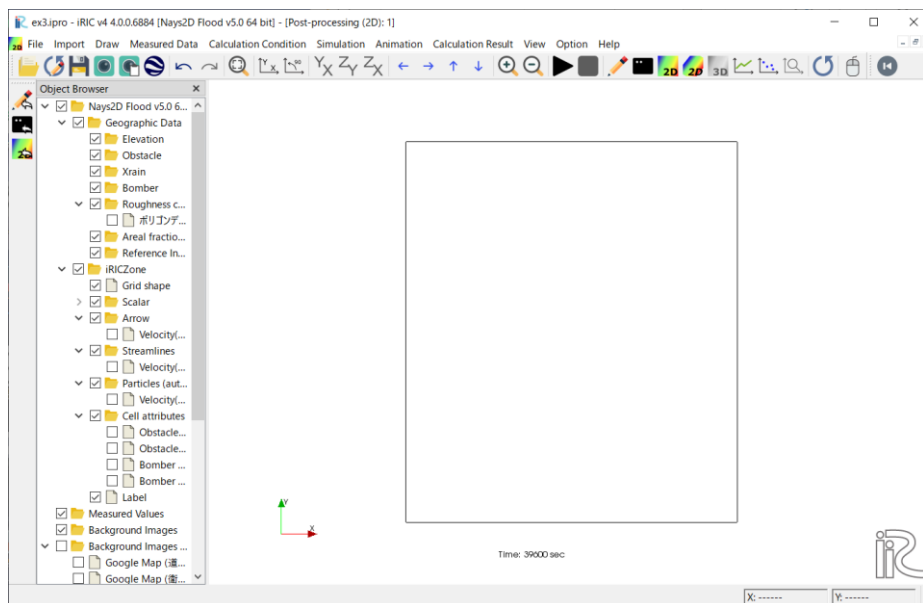 ex3.ipro - iRIC v4 4.0.0.6884 [Nays2D Flood v5.0 64 bit] - [Post-processing (2D): 1]
File Import Draw Measured Data Calculation Condition Simulation Animation Calculation Result View Option Help
Object Browser
Nays2D Flood v5.0 6...
Geographic Data
Elevation
Obstacle
Xrain
Bomber
Roughness c...
ポリゴンデ...
Areal fractio...
Reference In...
iRICZone
Grid shape
Scalar
Arrow
Velocity(...
Streamlines
Velocity(...
Particles (aut...
Velocity(...
Cell attributes
Obstacle...
Obstacle...
Bomber ...
Bomber ...
Label
Measured Values
Background Images
Background Images ...
Google Map (道...
Google Map (衛...
Y
X
Time: 39600 sec
iRIC
X: ------
Y: ------